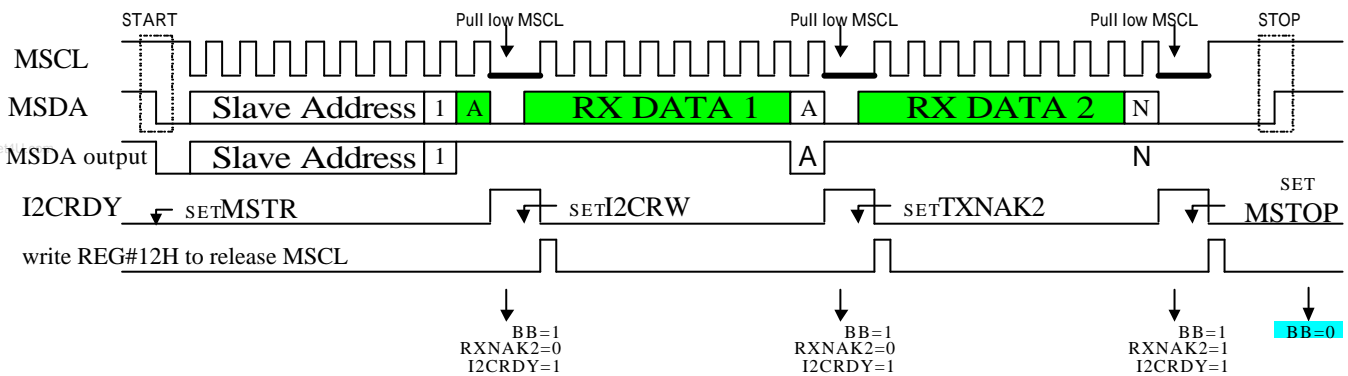 START Pull low MSCL Pull low MSCL Pull low MSCL STOP
MSCL
MSDA Slave Address 1 A RX DATA 1 A RX DATA 2 N
MSDA output Slave Address 1 A N
I2CRDY SETMSTR SETI2CRW SETTXNAK2 SET
MSTOP
write REG#12H to release MSCL
BB=1 BB=1 BB=1 BB=0
RXNAK2=0 RXNAK2=0 RXNAK2=1
I2CRDY=1 I2CRDY=1 I2CRDY=1